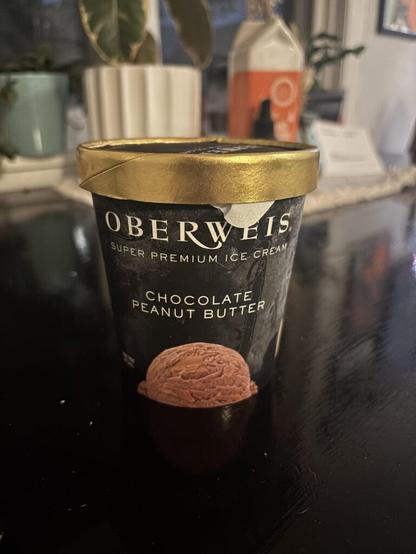 OBERWEIS
SUPER PREMIUM ICE CREAM
CHOCOLATE
PEANUT BUTTER